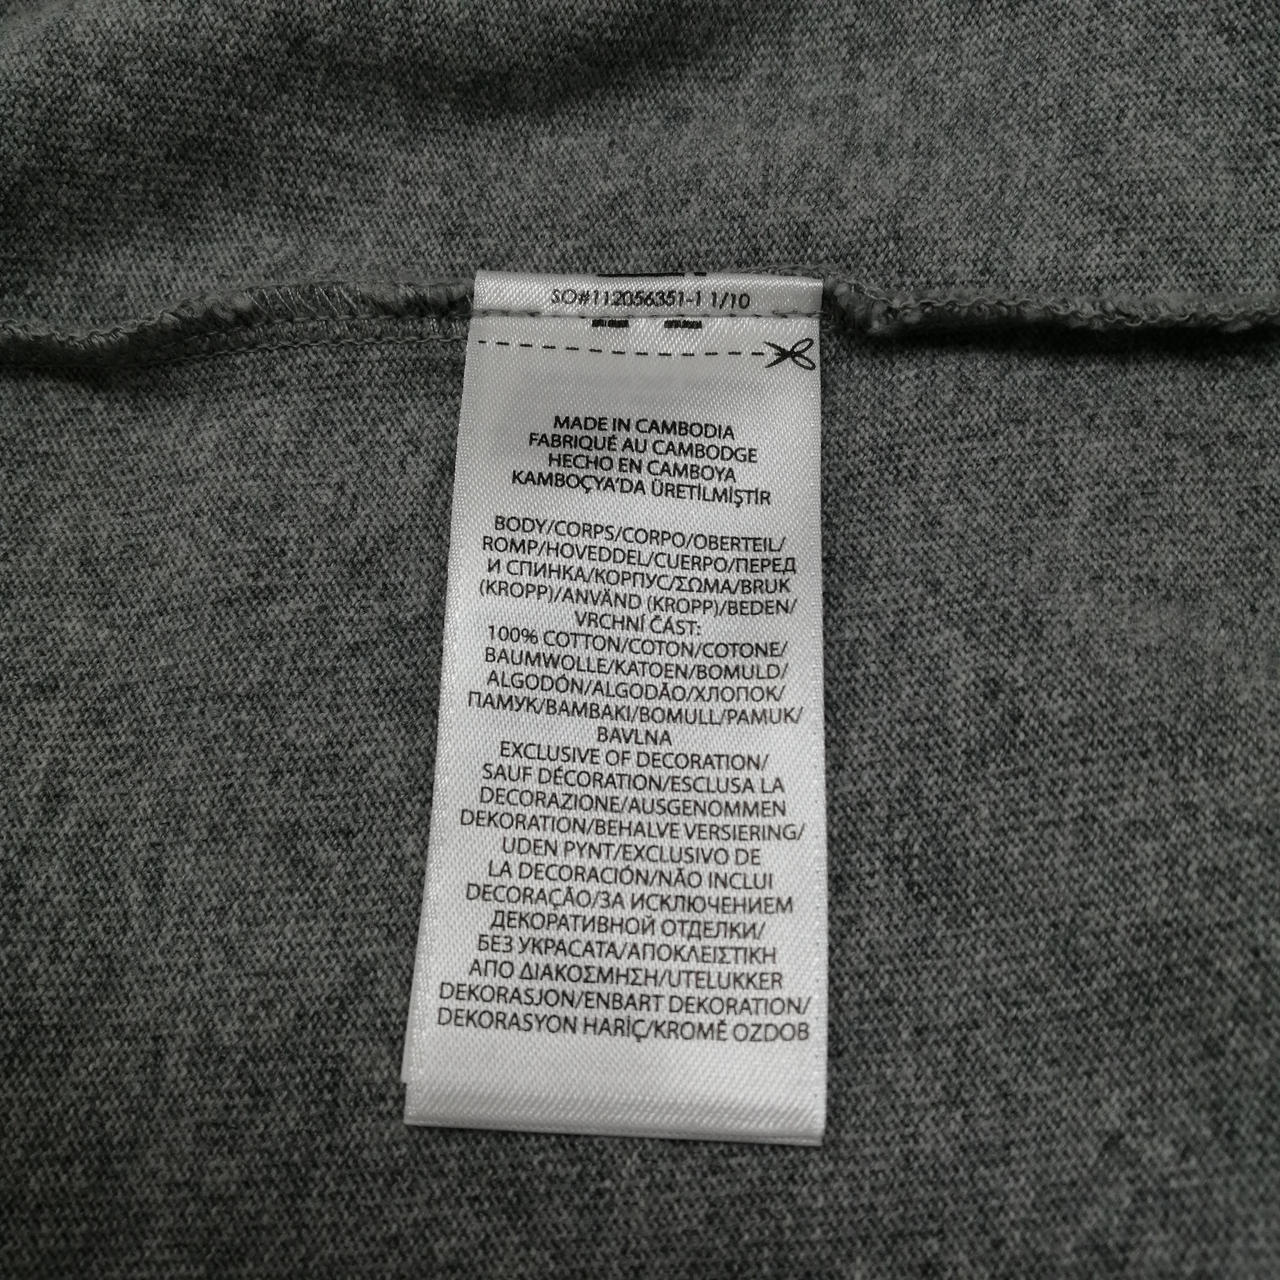 SO#112056351-1 1/10
MADE IN CAMBODIA
FABRIQUÉ AU CAMBODGE
HECHO EN CAMBOYA
KAMBOÇYA'DA ÜRETİLMİŞTİR
BODY/CORPS/CORPO/OBERTEIL/
ROMP/HOVEDDEL/CUERPO/ПЕРЕД
И СПИНКА/КОРПУС/ΣΩΜΑ/BRUK
(KROPP)/ANVÄND (KROPP)/BEDEN/
VRCHNÍ ČÁST:
100% COTTON/COTON/COTONE/
BAUMWOLLE/KATOEN/BOMULD/
ALGODÓN/ALGODÃO/ХЛОПОК/
ПАМУК/BAMBAKI/BOMULL/PAMUK/
BAVLNA
EXCLUSIVE OF DECORATION/
SAUF DÉCORATION/ESCLUSA LA
DECORAZIONE/AUSGENOMMEN
DEKORATION/BEHALVE VERSIERING/
UDEN PYNT/EXCLUSIVO DE
LA DECORACIÓN/NÃO INCLUI
DECORAÇÃO/ЗА ИСКЛЮЧЕНИЕМ
ДЕКОРАТИВНОЙ ОТДЕЛКИ/
БЕЗ УКРАСАТА/ΑΠΟΚΛΕΙΣΤΙΚΗ
ΑΠΟ ΔΙΑΚΟΣΜΗΣΗ/UTELUKKER
DEKORASJON/ENBART DEKORATION/
DEKORASYON HARİÇ/KROMĚ OZDOB